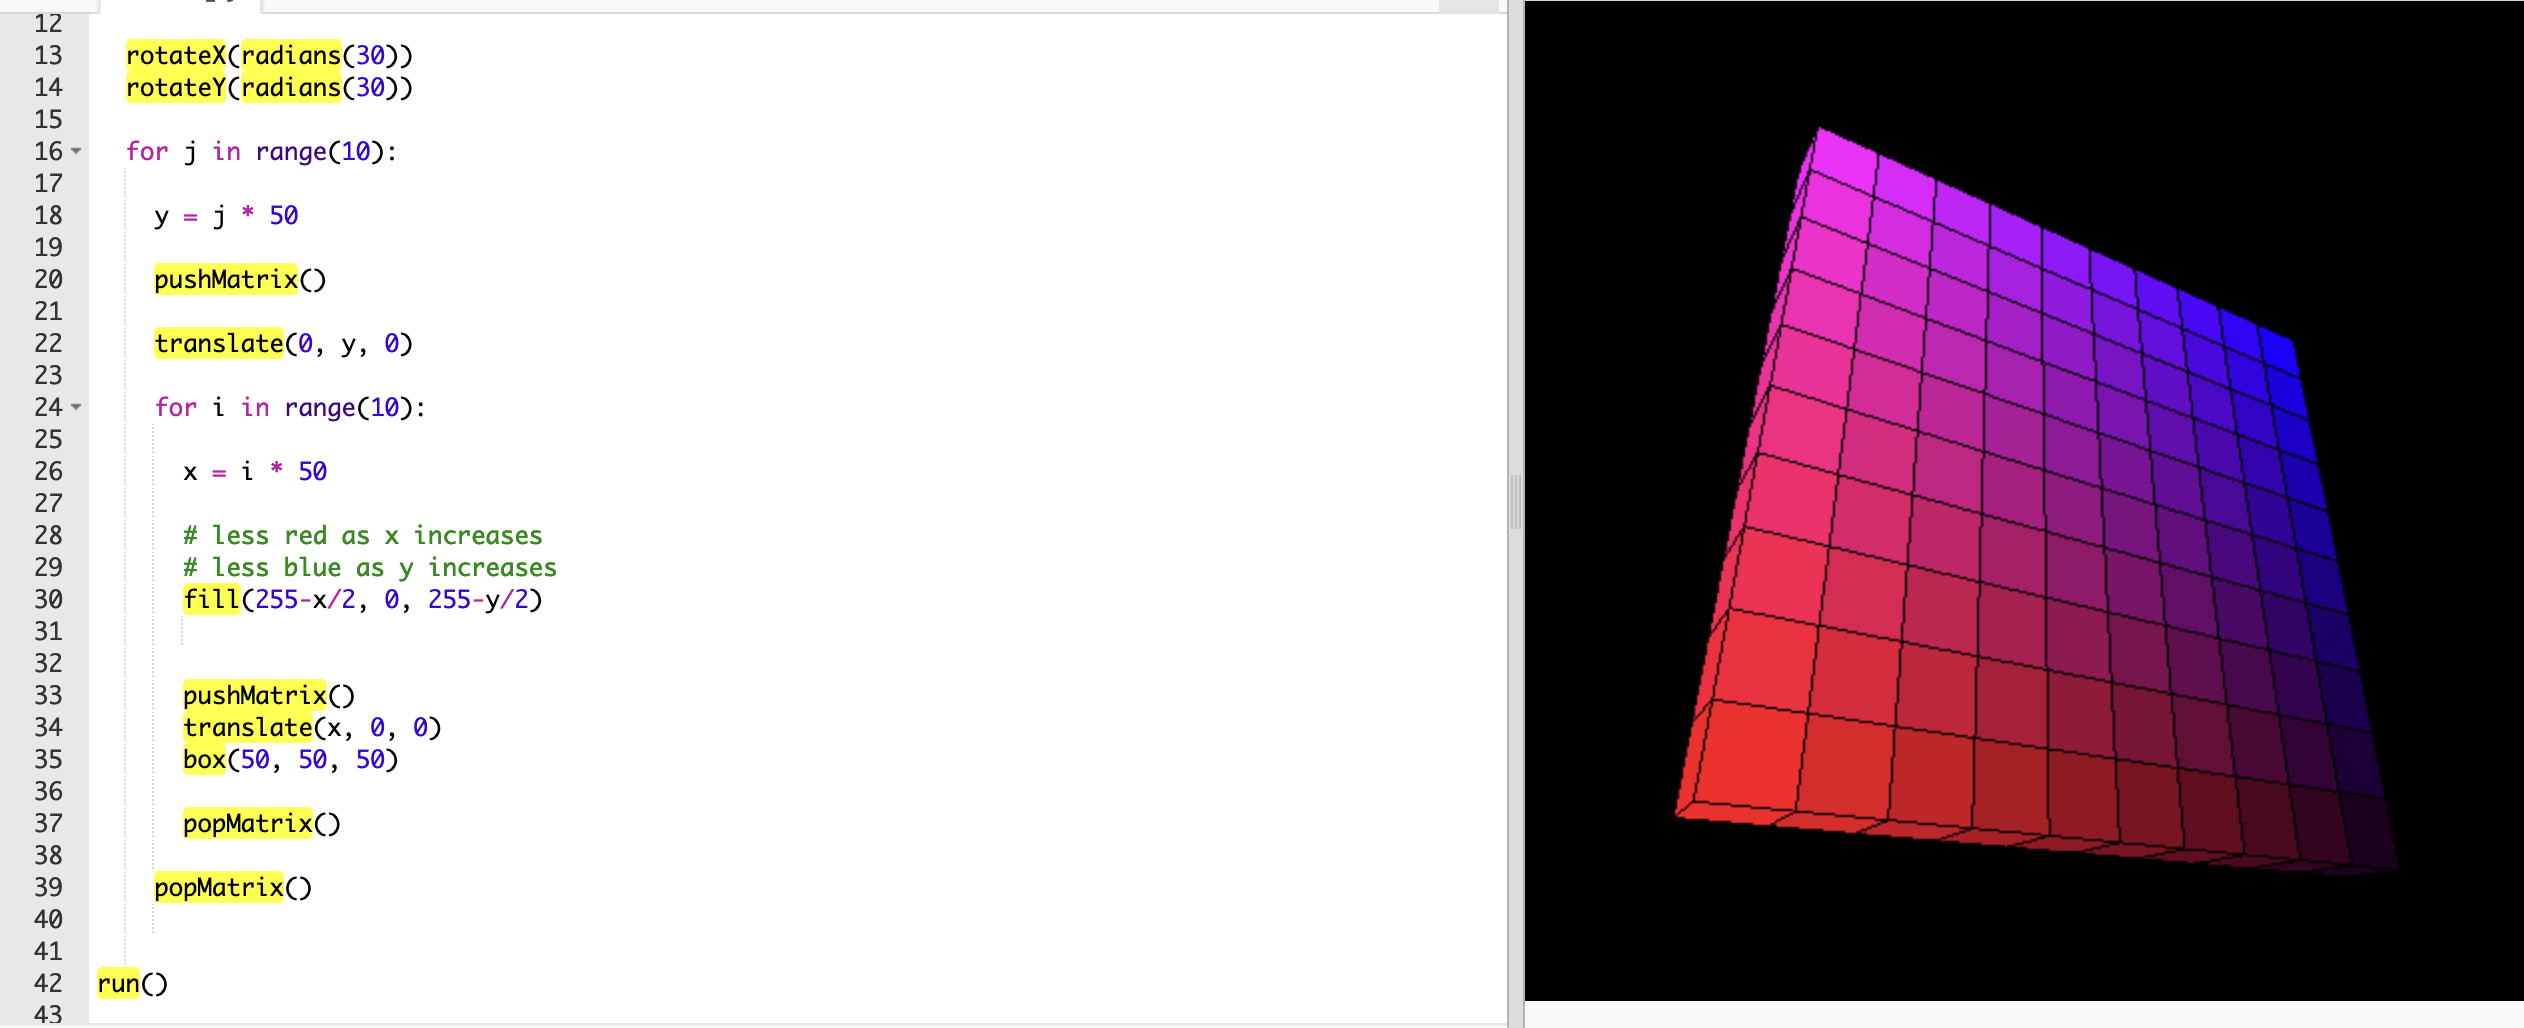 12
13 rotateX(radians(30))
14 rotateY(radians(30))
15
16 for j in range(10):
17
18 y = j * 50
19
20 pushMatrix()
21
22 translate(0, y, 0)
23
24 for i in range(10):
25
26 x = i * 50
27
28 # less red as x increases
29 # less blue as y increases
30 fill(255-x/2, 0, 255-y/2)
31
32
33 pushMatrix()
34 translate(x, 0, 0)
35 box(50, 50, 50)
36
37 popMatrix()
38
39 popMatrix()
40
41
42 run()
43